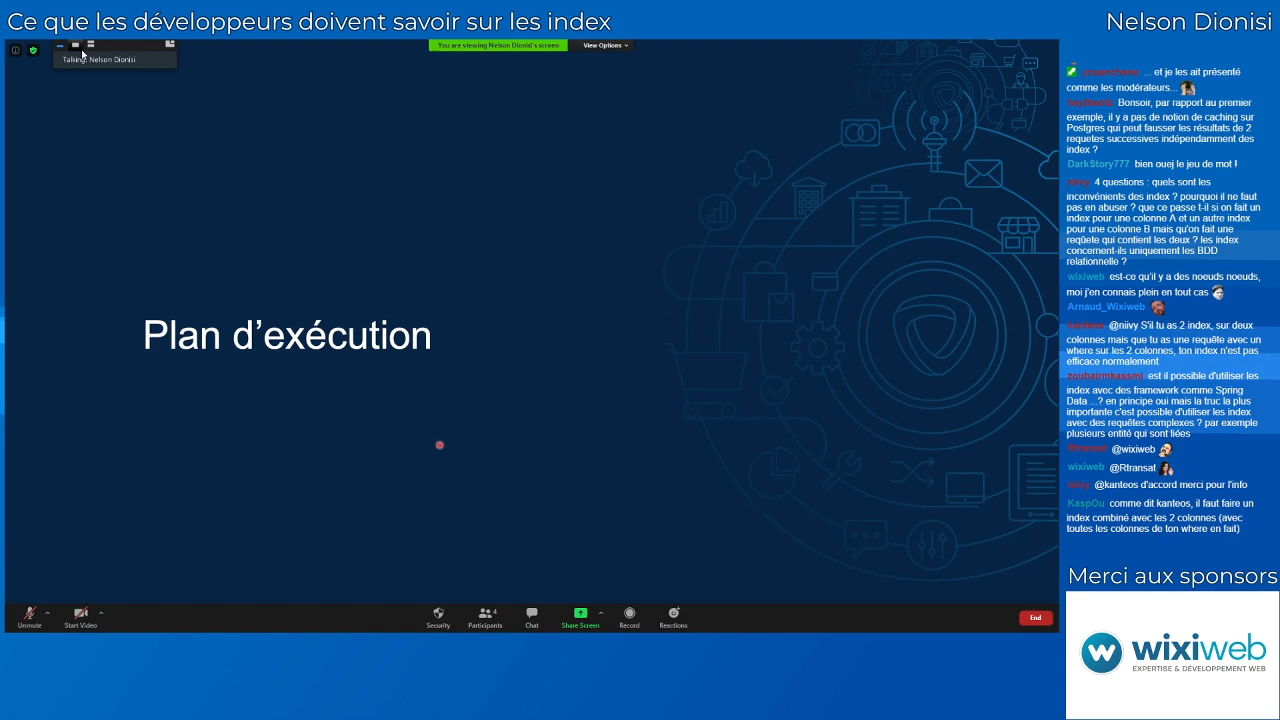 Ce que les développeurs doivent savoir sur les index
Nelson Dionisi
You are viewing Nelson Dionisi's screen
View Options
Talking: Nelson Dionisi
Plan d'exécution
Unmute
Start Video
Security
4
Participants
Chat
Share Screen
Record
Reactions
End
... et je les ait présenté
comme les modérateurs...
Bonsoir, par rapport au premier
exemple, il y a pas de notion de caching sur
Postgres qui peut fausser les résultats de 2
requetes successives indépendamment des
index ?
DarkStory777 bien ouej le jeu de mot !
4 questions : quels sont les
inconvénients des index ? pourquoi il ne faut
pas en abuser ? que ce passe t-il si on fait un
index pour une colonne A et un autre index
pour une colonne B mais qu'on fait une
reqûete qui contient les deux ? les index
concernent-ils uniquement les BDD
relationnelle ?
wixiweb est-ce qu'il y a des noeuds noeuds,
moi j'en connais plein en tout cas
Arnaud_Wixiweb
kanteos @niivy S'il tu as 2 index, sur deux
colonnes mais que tu as une requête avec un
where sur les 2 colonnes, ton index n'est pas
efficace normalement
zouhairmkassmi est il possible d'utiliser les
index avec des framework comme Spring
Data ...? en principe oui mais la truc la plus
importante c'est possible d'utiliser les index
avec des requêtes complexes ? par exemple
plusieurs entité qui sont liées
Rtransat @wixiweb
wixiweb @Rtransat
niivy @kanteos d'accord merci pour l'info
KaspOu comme dit kanteos, il faut faire un
index combiné avec les 2 colonnes (avec
toutes les colonnes de ton where en fait)
Merci aux sponsors
wixiweb
EXPERTISE & DÉVELOPPEMENT WEB